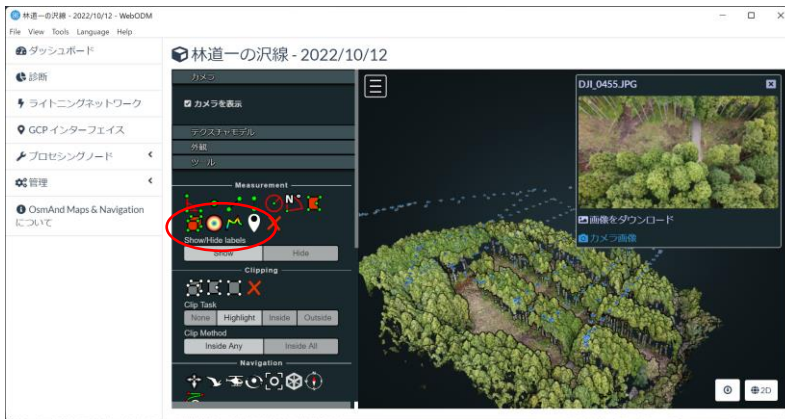 林道一の沢線 - 2022/10/12 - WebODM
File View Tools Language Help
ダッシュボード
診断
ライトニングネットワーク
GCP インターフェイス
プロセシングノード
管理
OsmAnd Maps & Navigation
について
林道一の沢線 - 2022/10/12
カメラ
カメラを表示
テクスチャモデル
外観
ツール
Measurement
N
Show/Hide labels
Show Hide
Clipping
Clip Task
None Highlight Inside Outside
Clip Method
Inside Any Inside All
Navigation
DJI_0455.JPG
画像をダウンロード
カメラ画像
2D